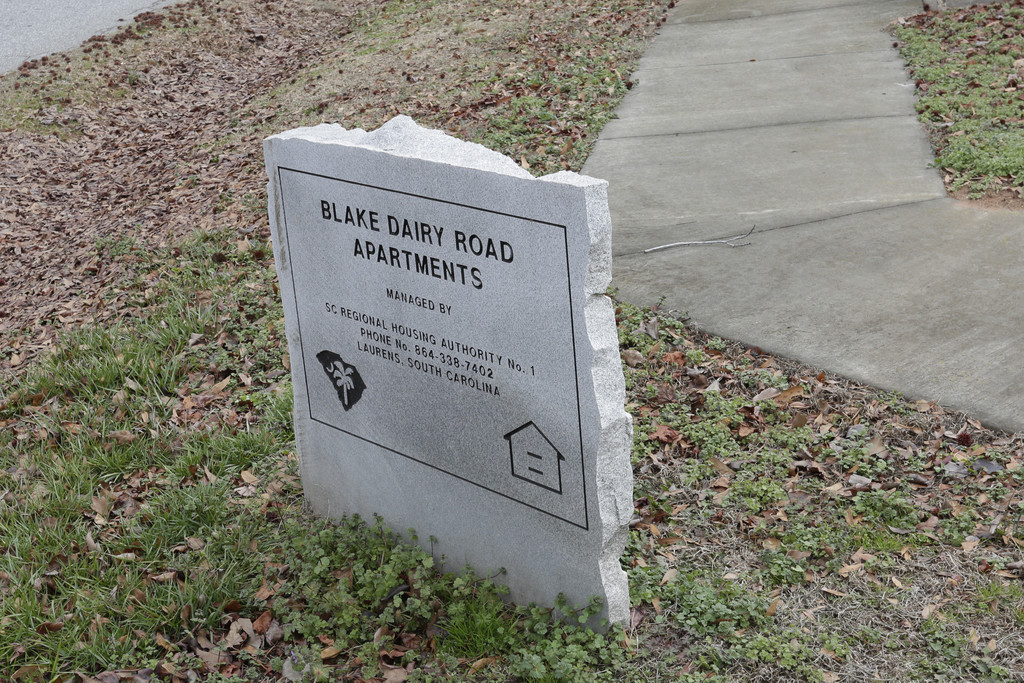 BLAKE DAIRY ROAD
APARTMENTS
MANAGED BY
SC REGIONAL HOUSING AUTHORITY No. 1
PHONE No. 864-338-7402
LAURENS, SOUTH CAROLINA